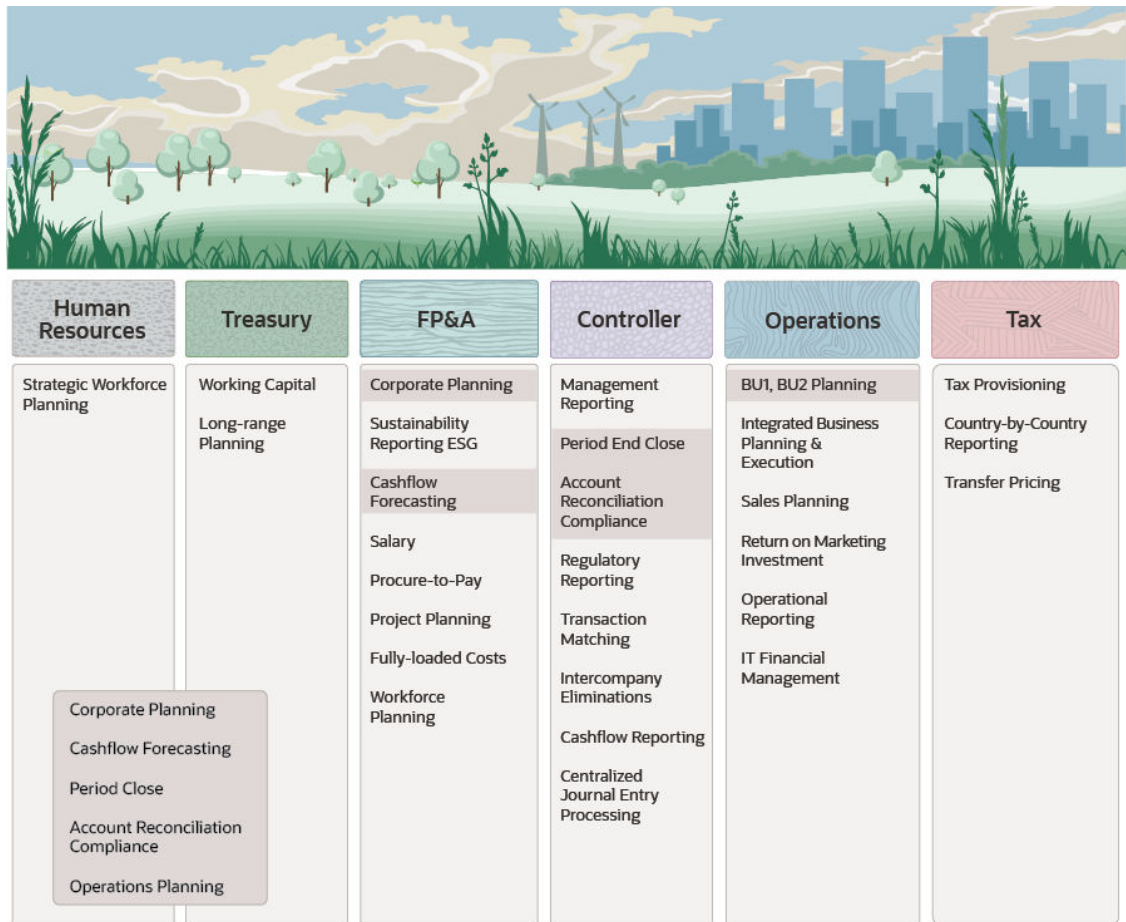 Human
Resources
Treasury
FP&A
Controller
Operations
Tax
Strategic Workforce
Planning
Working Capital
Long-range
Planning
Corporate Planning
Sustainability
Reporting ESG
Cashflow
Forecasting
Salary
Procure-to-Pay
Project Planning
Fully-loaded Costs
Workforce
Planning
Management
Reporting
Period End Close
Account
Reconciliation
Compliance
Regulatory
Reporting
Transaction
Matching
Intercompany
Eliminations
Cashflow Reporting
Centralized
Journal Entry
Processing
BU1, BU2 Planning
Integrated Business
Planning &
Execution
Sales Planning
Return on Marketing
Investment
Operational
Reporting
IT Financial
Management
Tax Provisioning
Country-by-Country
Reporting
Transfer Pricing
Corporate Planning
Cashflow Forecasting
Period Close
Account Reconciliation
Compliance
Operations Planning